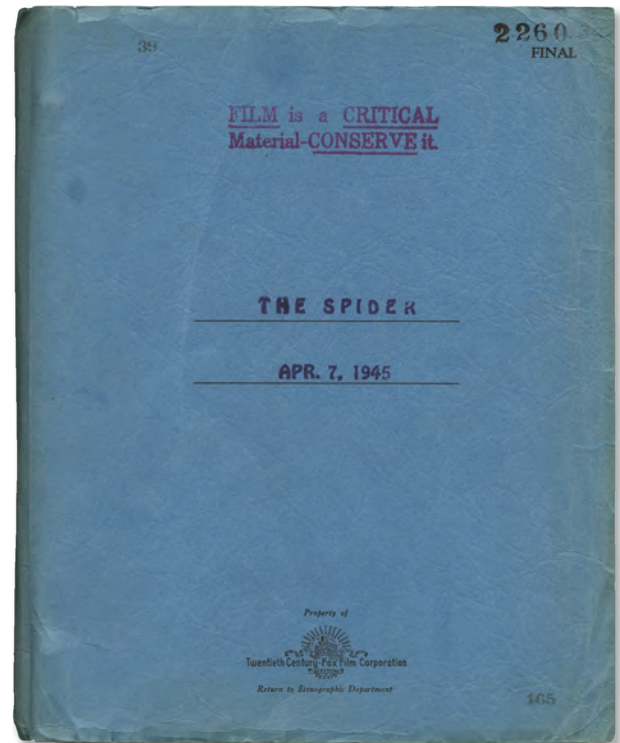 39
2260
FINAL
FILM is a CRITICAL
Material-CONSERVE it.
THE SPIDER
APR. 7, 1945
Property of
Twentieth Century-Fox Film Corporation
Return to Stenographic Department
165